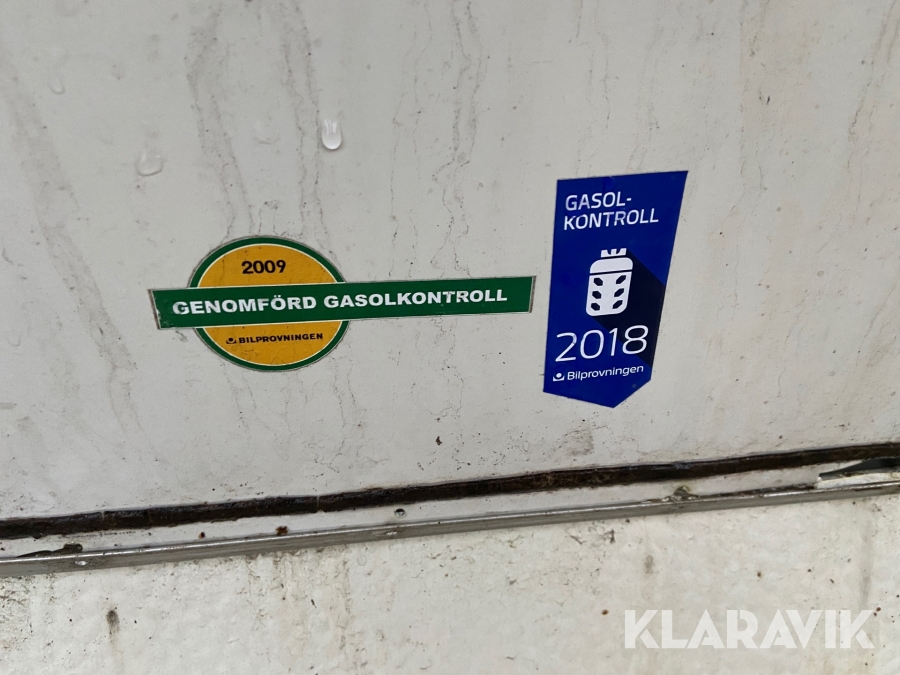 2009
GENOMFÖRD GASOLKONTROLL
BILPROVNINGEN
GASOL-
KONTROLL
2018
Bilprovningen
KLARAVIK